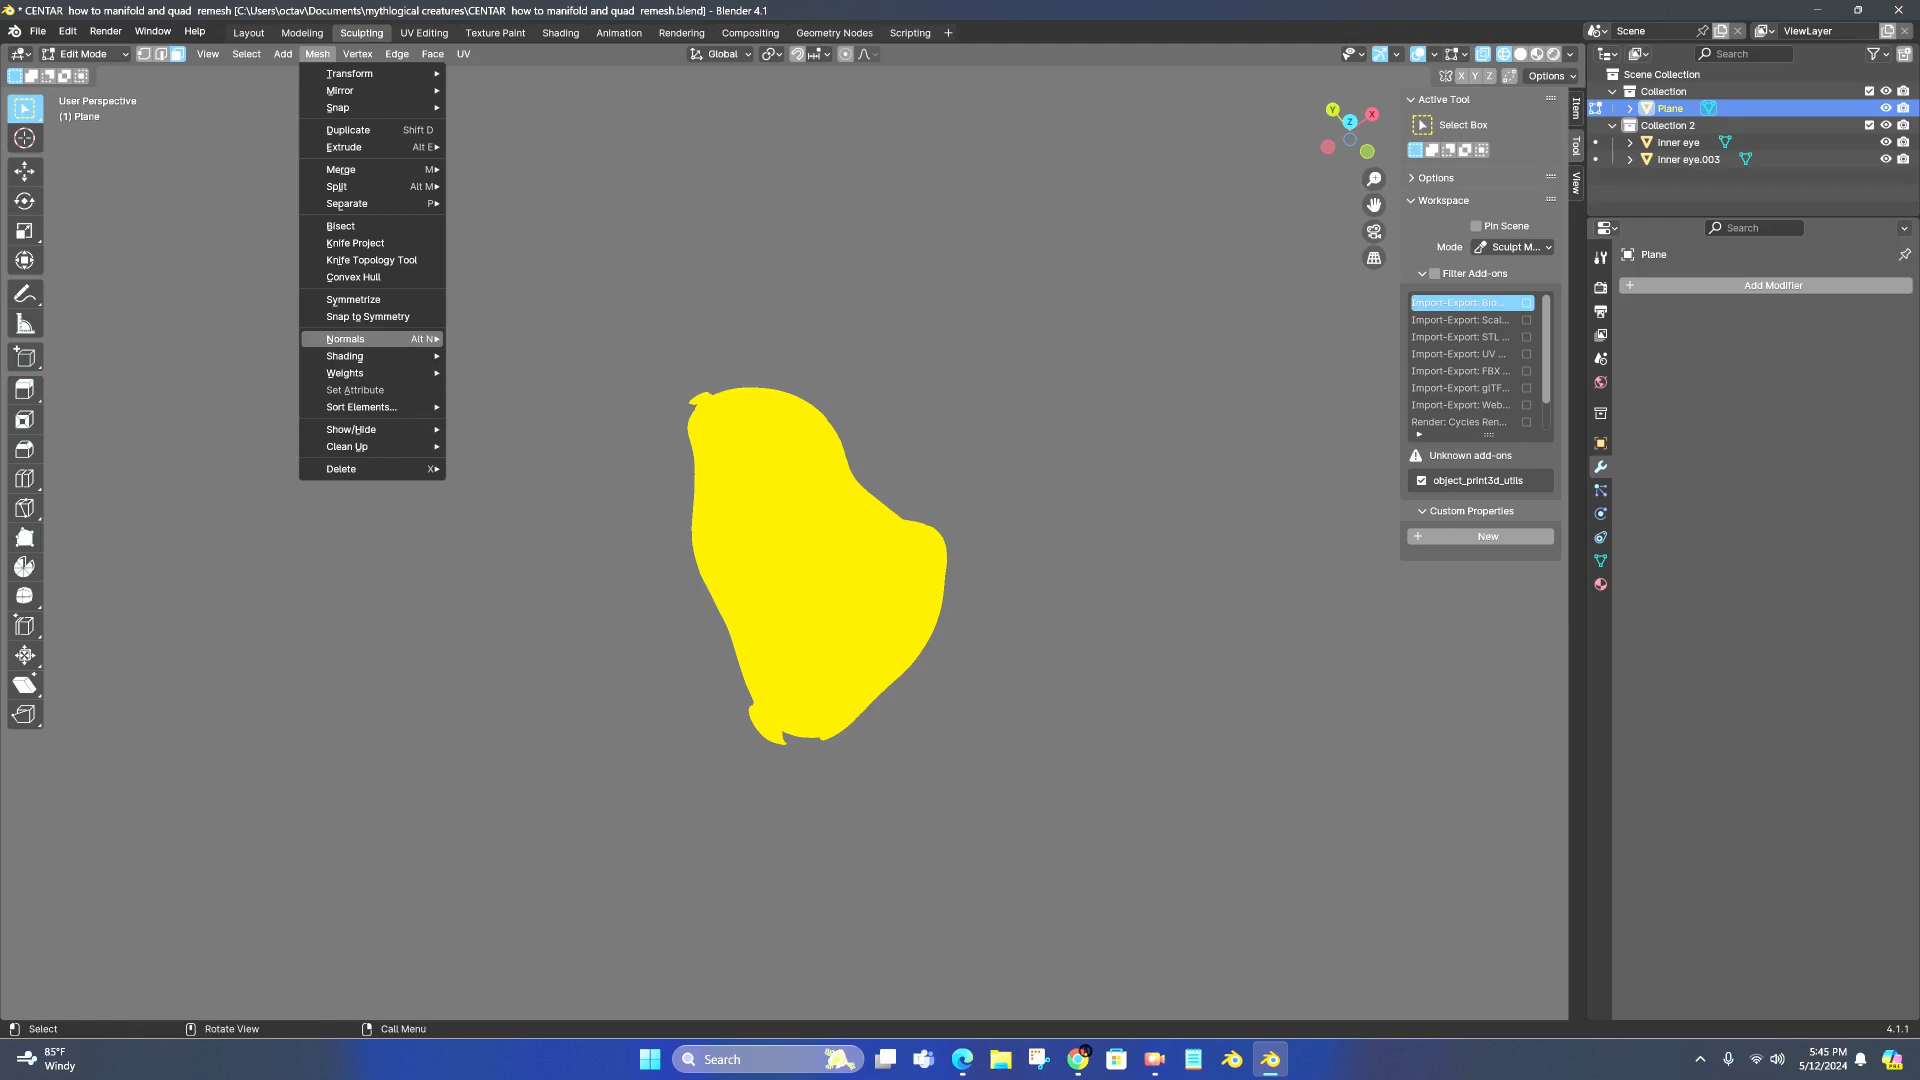 * CENTAR  how to manifold and quad  remesh [C:\Users\octav\Documents\mythlogical creatures\CENTAR  how to manifold and quad  remesh.blend] - Blender 4.1
File Edit Render Window Help Layout Modeling Sculpting UV Editing Texture Paint Shading Animation Rendering Compositing Geometry Nodes Scripting + Scene ViewLayer
Edit Mode View Select Add Mesh Vertex Edge Face UV Global Search
X Y Z Options
User Perspective
(1) Plane
Transform
Mirror
Snap
Duplicate Shift D
Extrude Alt E
Merge M
Split Alt M
Separate P
Bisect
Knife Project
Knife Topology Tool
Convex Hull
Symmetrize
Snap to Symmetry
Normals Alt N
Shading
Weights
Set Attribute
Sort Elements...
Show/Hide
Clean Up
Delete X
Y X Z
Active Tool
Select Box
Options
Workspace
Pin Scene
Mode Sculpt M...
Filter Add-ons
Import-Export: Bio...
Import-Export: Scal...
Import-Export: STL ...
Import-Export: UV ...
Import-Export: FBX ...
Import-Export: glTF...
Import-Export: Web...
Render: Cycles Ren...
Unknown add-ons
object_print3d_utils
Custom Properties
+ New
Item
Tool
View
Scene Collection
Collection
Plane
Collection 2
Inner eye
Inner eye.003
Search
Plane
+ Add Modifier
Select Rotate View Call Menu 4.1.1
85°F
Windy
Search
5:45 PM
5/12/2024
PRE